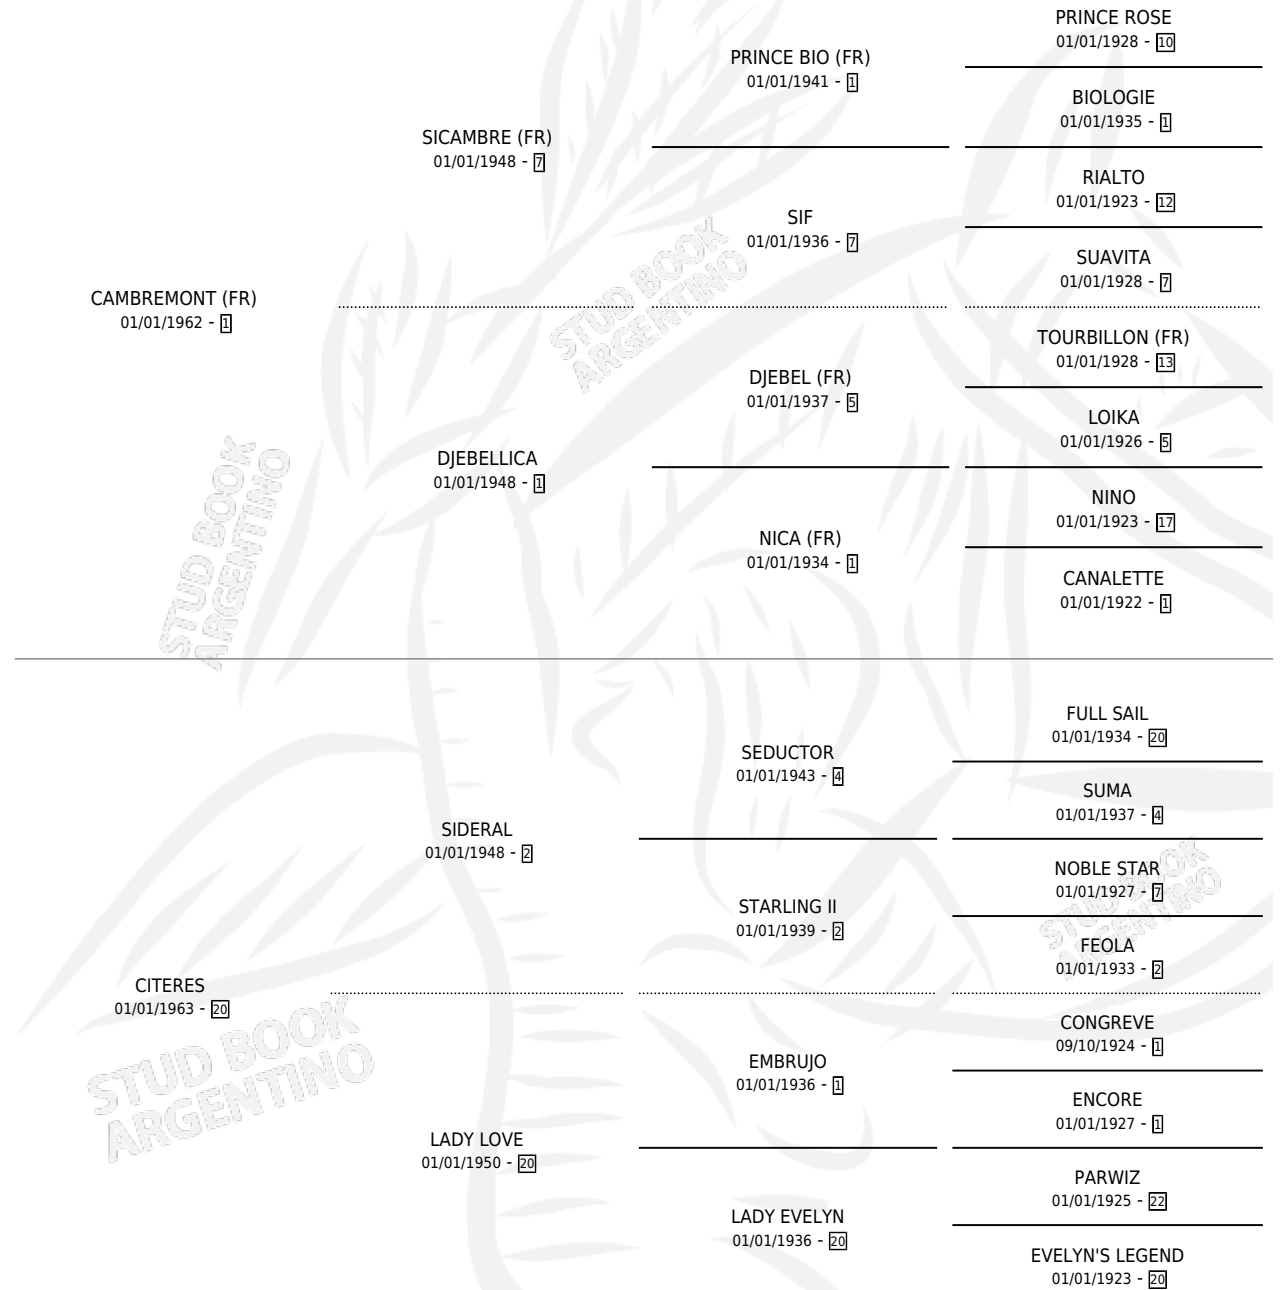 PRINCE ROSE
01/01/1928 - 10
PRINCE BIO (FR)
01/01/1941 - 1
BIOLOGIE
01/01/1935 - 1
SICAMBRE (FR)
01/01/1948 - 7
RIALTO
01/01/1923 - 12
SIF
01/01/1936 - 7
SUAVITA
01/01/1928 - 7
CAMBREMONT (FR)
01/01/1962 - 1
TOURBILLON (FR)
01/01/1928 - 13
DJEBEL (FR)
01/01/1937 - 5
LOIKA
01/01/1926 - 5
DJEBELLICA
01/01/1948 - 1
NINO
01/01/1923 - 17
NICA (FR)
01/01/1934 - 1
CANALETTE
01/01/1922 - 1
FULL SAIL
01/01/1934 - 20
SEDUCTOR
01/01/1943 - 4
SUMA
01/01/1937 - 4
SIDERAL
01/01/1948 - 2
NOBLE STAR
01/01/1927 - 7
STARLING II
01/01/1939 - 2
FEOLA
01/01/1933 - 2
CITERES
01/01/1963 - 20
CONGREVE
09/10/1924 - 1
EMBRUJO
01/01/1936 - 1
ENCORE
01/01/1927 - 1
LADY LOVE
01/01/1950 - 20
PARWIZ
01/01/1925 - 22
LADY EVELYN
01/01/1936 - 20
EVELYN'S LEGEND
01/01/1923 - 20
STUD BOOK
ARGENTINO
STUD BOOK
ARGENTINO
STUD BOOK
ARGENTINO
STUD BOOK
ARGENTINO